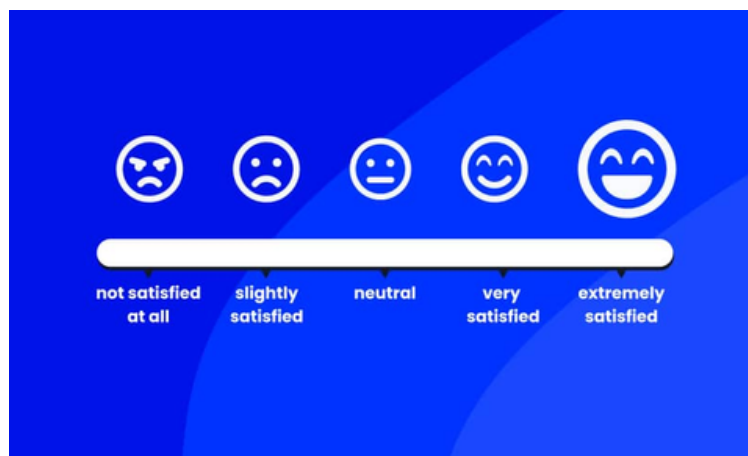 not satisfied
at all
slightly
satisfied
neutral
very
satisfied
extremely
satisfied